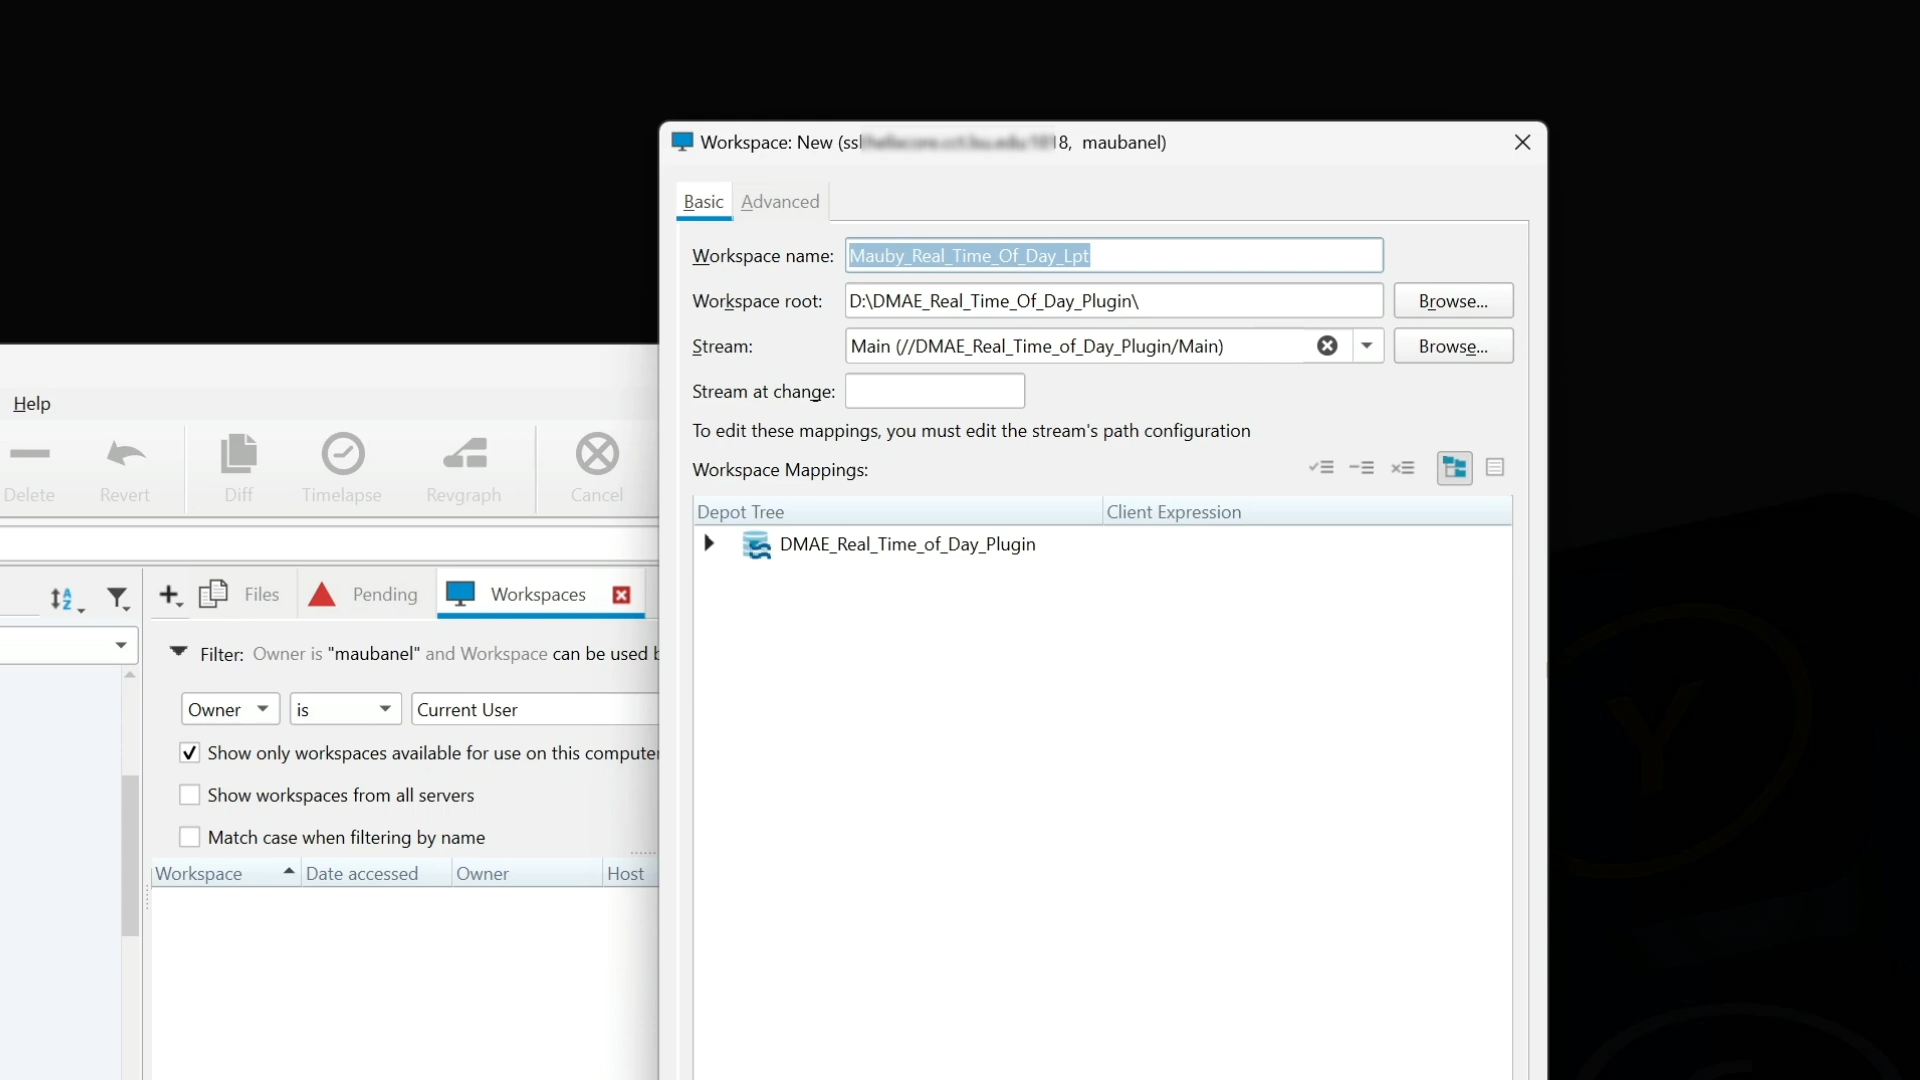 Workspace: New (ssl 8, maubanel)
Basic Advanced
Workspace name: Mauby_Real_Time_Of_Day_Lpt
Workspace root: D:\DMAE_Real_Time_Of_Day_Plugin\ Browse...
Stream: Main (//DMAE_Real_Time_of_Day_Plugin/Main) Browse...
Stream at change:
To edit these mappings, you must edit the stream's path configuration
Workspace Mappings:
Depot Tree Client Expression
DMAE_Real_Time_of_Day_Plugin
Help
Delete Revert Diff Timelapse Revgraph Cancel
Files Pending Workspaces
Filter: Owner is "maubanel" and Workspace can be used
Owner is Current User
Show only workspaces available for use on this computer
Show workspaces from all servers
Match case when filtering by name
Workspace Date accessed Owner Host
Y